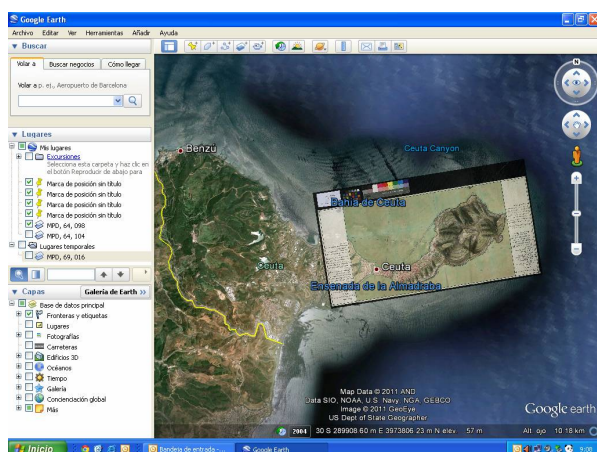 Google Earth
Archivo Editar Ver Herramientas Añadir Ayuda
Buscar
Volar a Buscar negocios Cómo llegar
Volar a p. ej., Aeropuerto de Barcelona
Lugares
Mis lugares
Excursiones
Selecciona esta carpeta y haz clic en
el botón Reproducir de abajo para
Marca de posición sin título
Marca de posición sin título
Marca de posición sin título
Marca de posición sin título
MPD, 64, 098
MPD, 64, 104
Lugares temporales
MPD, 69, 016
Capas Galería de Earth >>
Base de datos principal
Fronteras y etiquetas
Lugares
Fotografías
Carreteras
Edificios 3D
Océanos
Tiempo
Galería
Concienciación global
Más
Benzú
Ceuta Canyon
N
Bahía de Ceuta
Ceuta
Ceuta
Ensenada de la Almadraba
Map Data © 2011 AND
Data SIO, NOAA, U.S. Navy, NGA, GEBCO
Image © 2011 GeoEye
US Dept of State Geographer
Google earth
2004 30 S 289908.60 m E 3973806.23 m N elev 57 m Alt. ojo 10.18 km
Inicio Bandeja de entrada -... Google Earth 9:08